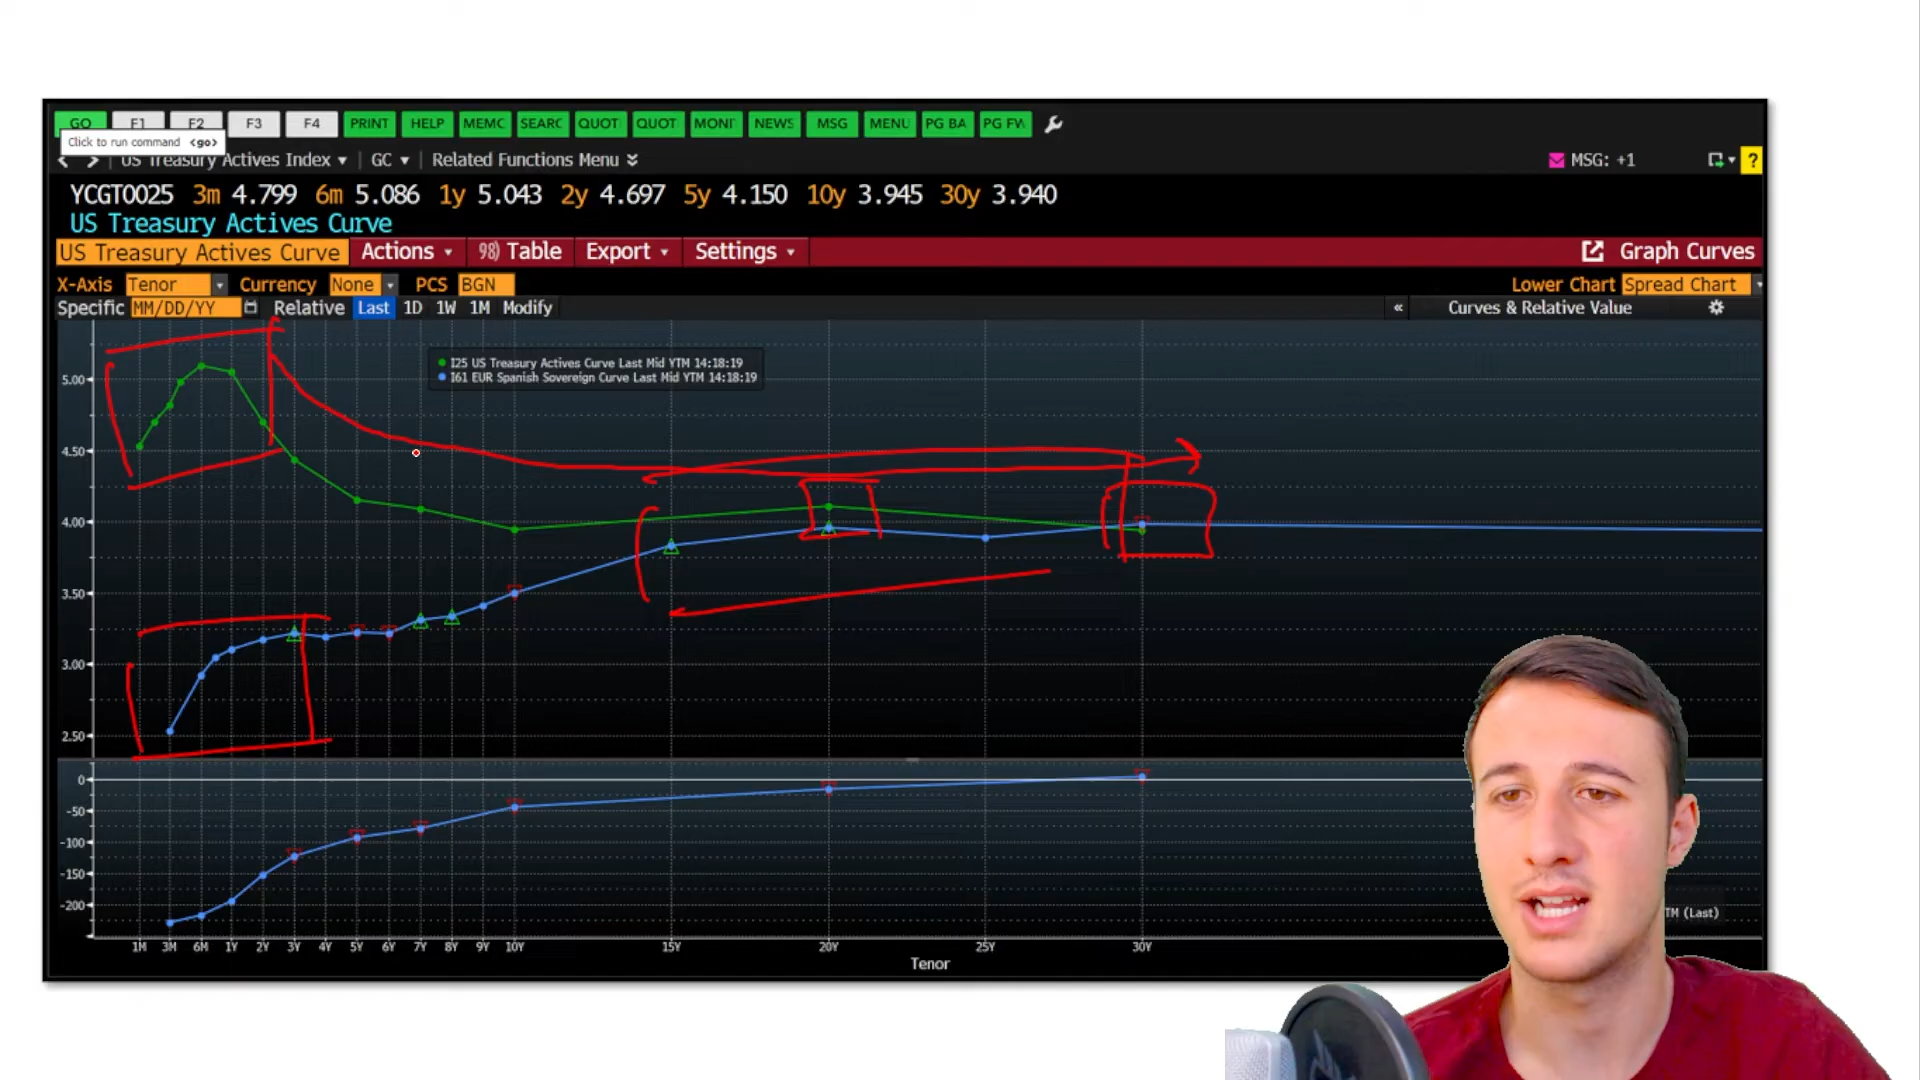 GO F1 F2 F3 F4 PRINT HELP MEMC SEARC QUOT QUOT MONI NEWS MSG MENU PG BA PG FW
Click to run command <go>
US Treasury Actives Index GC Related Functions Menu MSG: +1 ?
YCGT0025 3m 4.799 6m 5.086 1y 5.043 2y 4.697 5y 4.150 10y 3.945 30y 3.940
US Treasury Actives Curve
US Treasury Actives Curve Actions 98) Table Export Settings Graph Curves
X-Axis Tenor Currency None PCS BGN Lower Chart Spread Chart
Specific MM/DD/YY Relative Last 1D 1W 1M Modify « Curves & Relative Value
I25 US Treasury Actives Curve Last Mid YTM 14:18:19
I61 EUR Spanish Sovereign Curve Last Mid YTM 14:18:19
5.00
4.50
4.00
3.50
3.00
2.50
0
-50
-100
-150
-200
TM (Last)
1M 3M 6M 1Y 2Y 3Y 4Y 5Y 6Y 7Y 8Y 9Y 10Y 15Y 20Y 25Y 30Y
Tenor